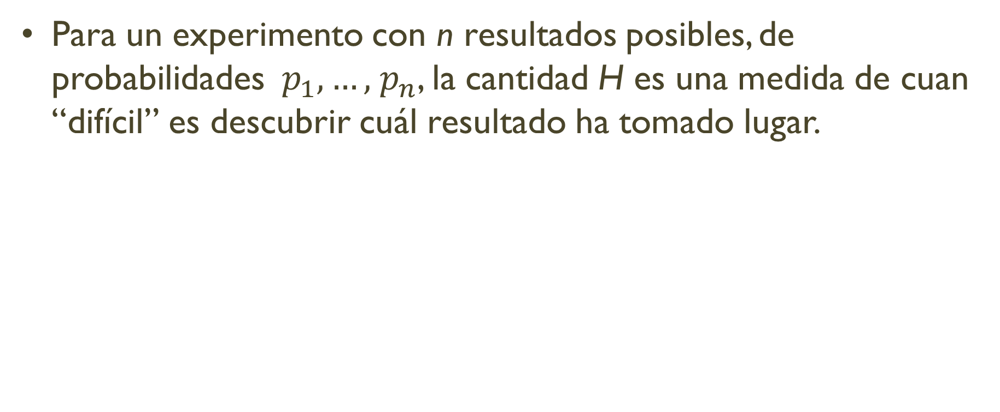 • Para un experimento con n resultados posibles, de
probabilidades p₁, … , pₙ, la cantidad H es una medida de cuan
“difícil” es descubrir cuál resultado ha tomado lugar.